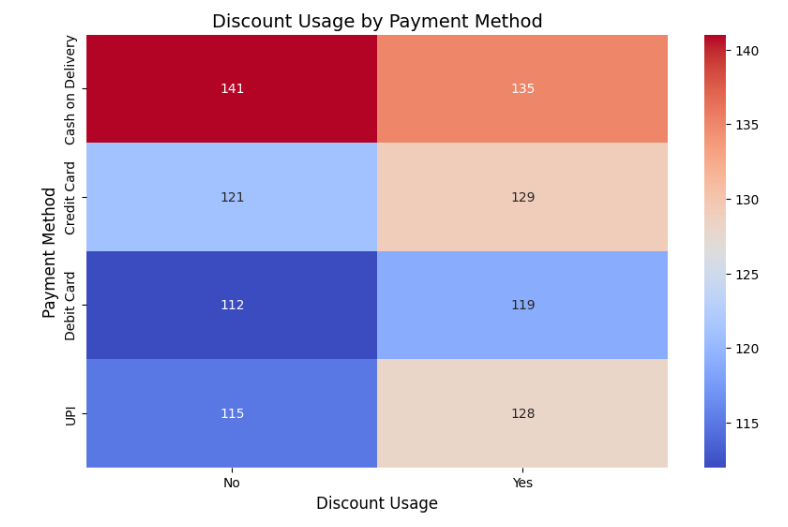 Discount Usage by Payment Method
Payment Method
Cash on Delivery
141
135
Credit Card
121
129
Debit Card
112
119
UPI
115
128
No
Yes
Discount Usage
140
135
130
125
120
115